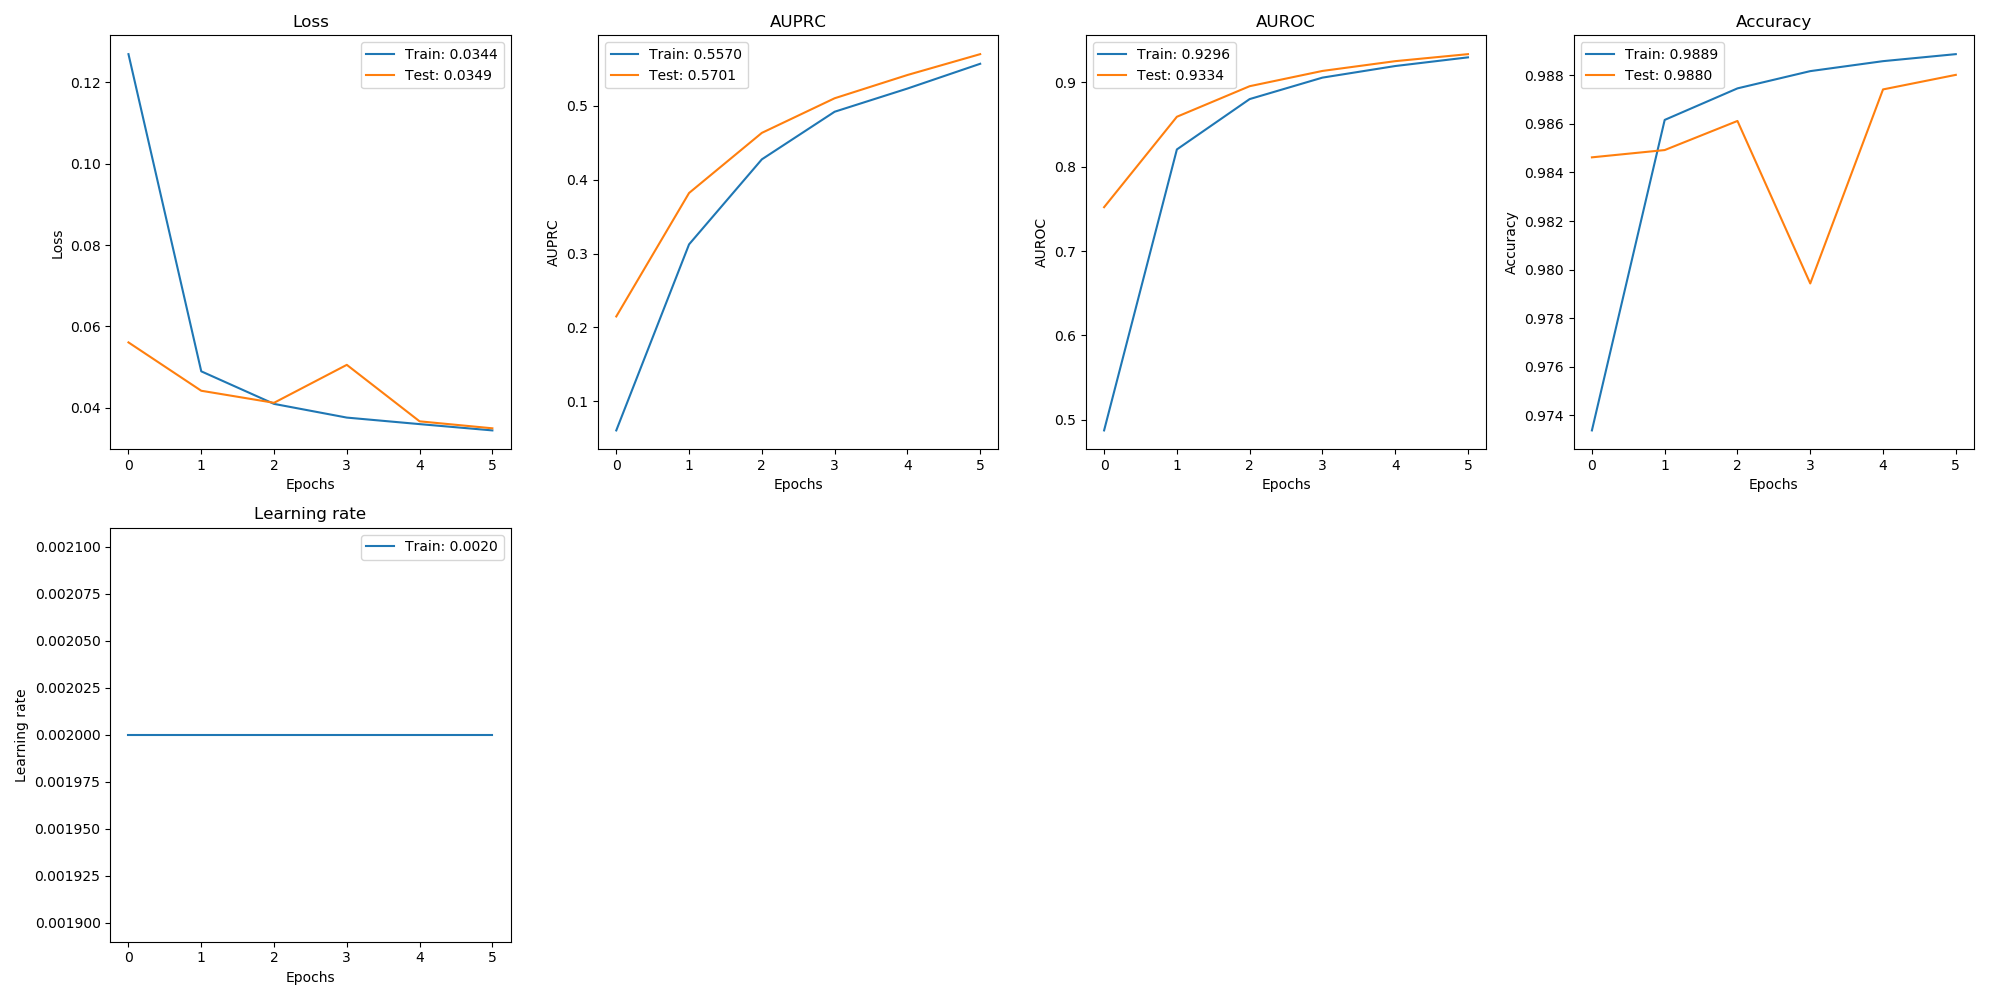 Loss
Train: 0.0344
Test: 0.0349
0.12
0.10
0.08
0.06
0.04
Loss
0 1 2 3 4 5
Epochs
AUPRC
Train: 0.5570
Test: 0.5701
0.5
0.4
0.3
0.2
0.1
AUPRC
0 1 2 3 4 5
Epochs
AUROC
Train: 0.9296
Test: 0.9334
0.9
0.8
0.7
0.6
0.5
AUROC
0 1 2 3 4 5
Epochs
Accuracy
Train: 0.9889
Test: 0.9880
0.988
0.986
0.984
0.982
0.980
0.978
0.976
0.974
Accuracy
0 1 2 3 4 5
Epochs
Learning rate
Train: 0.0020
0.002100
0.002075
0.002050
0.002025
0.002000
0.001975
0.001950
0.001925
0.001900
Learning rate
0 1 2 3 4 5
Epochs